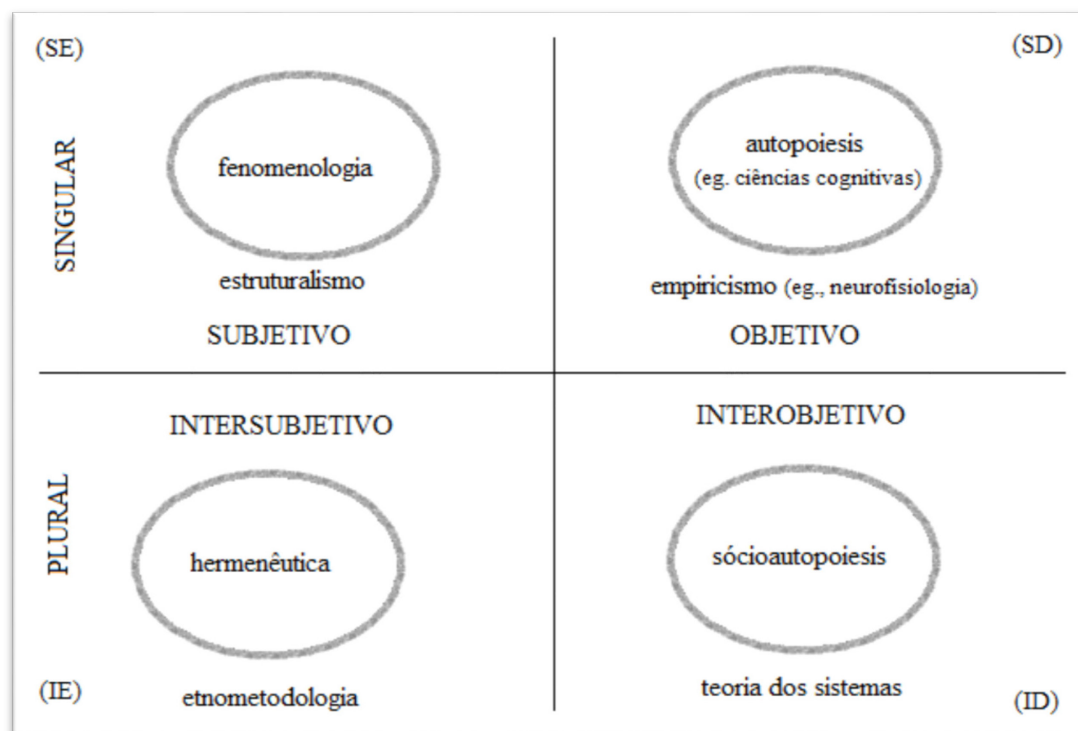 (SE)
(SD)
SINGULAR
fenomenologia
autopoiesis
(eg. ciências cognitivas)
estruturalismo
empiricismo (eg., neurofisiologia)
SUBJETIVO
OBJETIVO
INTERSUBJETIVO
INTEROBJETIVO
PLURAL
hermenêutica
sócioautopoiesis
etnometodologia
teoria dos sistemas
(IE)
(ID)